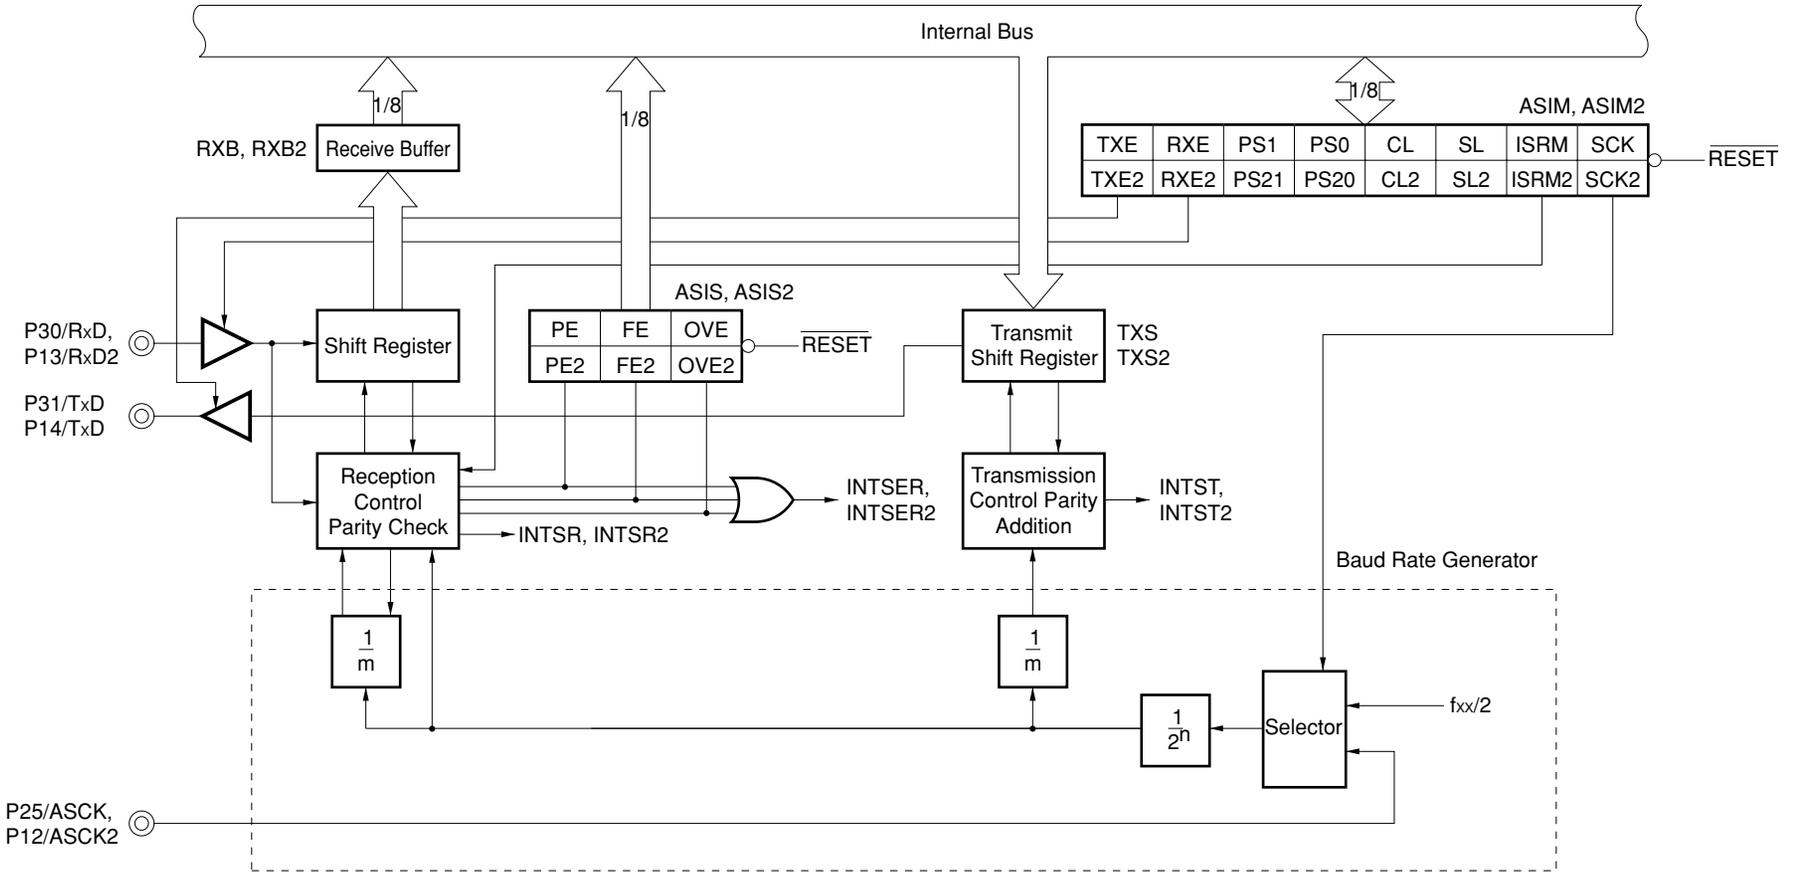 Internal Bus
1/8
1/8
1/8
ASIM, ASIM2
RXB, RXB2
Receive Buffer
TXE RXE PS1 PS0 CL SL ISRM SCK
TXE2 RXE2 PS21 PS20 CL2 SL2 ISRM2 SCK2
RESET
ASIS, ASIS2
P30/RxD,
P13/RxD2
Shift Register
PE FE OVE
PE2 FE2 OVE2
RESET
Transmit
Shift Register
TXS
TXS2
P31/TxD
P14/TxD
Reception
Control
Parity Check
INTSER,
INTSER2
INTSR, INTSR2
Transmission
Control Parity
Addition
INTST,
INTST2
Baud Rate Generator
1
m
1
m
1
2n
Selector
fxx/2
P25/ASCK,
P12/ASCK2